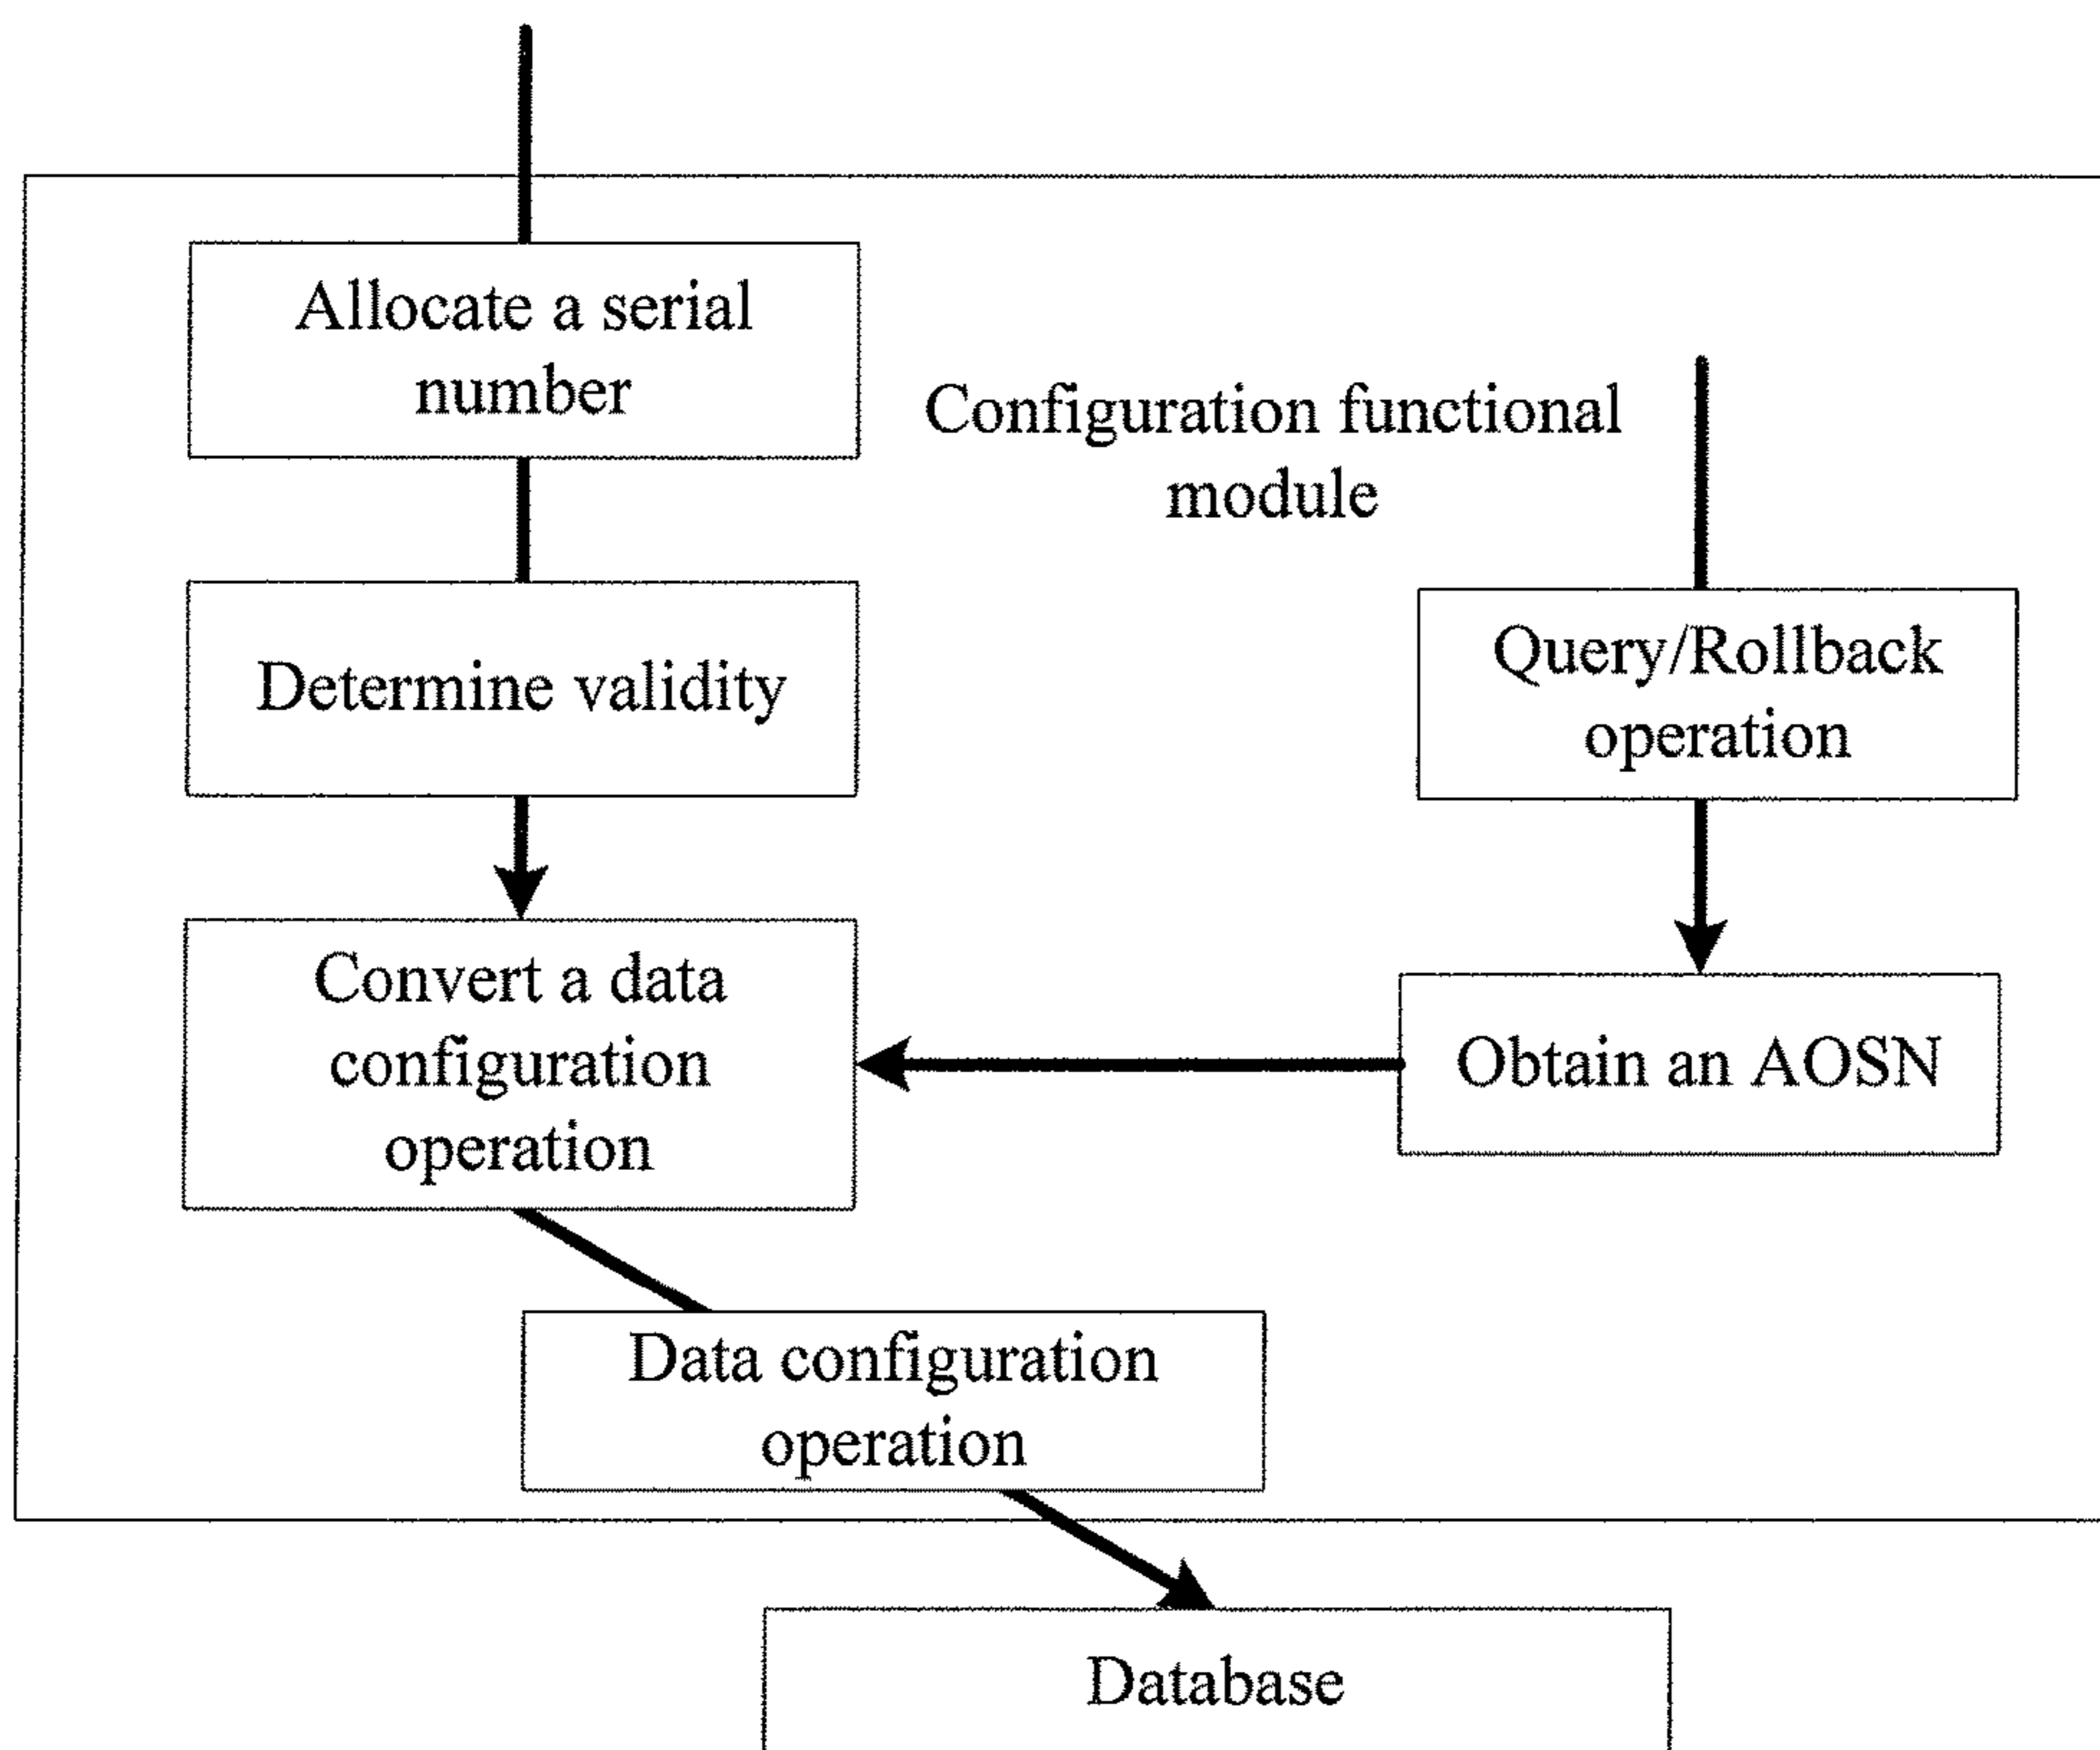 Allocate a serial
number
Configuration functional
module
Determine validity
Query/Rollback
operation
Convert a data
configuration
operation
Obtain an AOSN
Data configuration
operation
Database